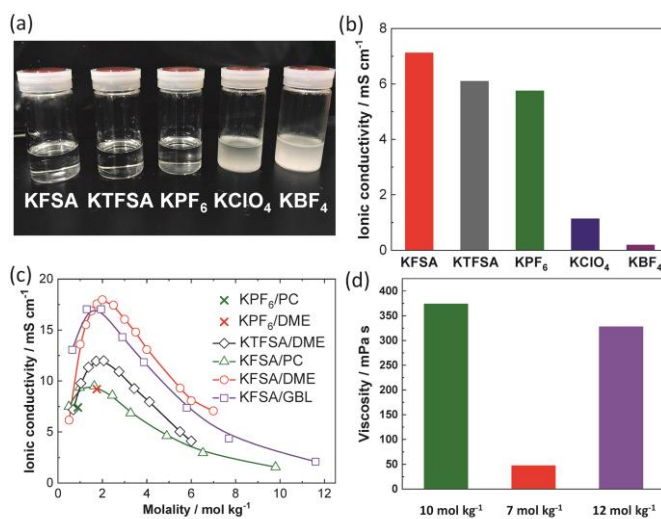 (a)
KFSA KTFSA KPF₆ KClO₄ KBF₄
(b)
Ionic conductivity / mS cm⁻¹
8
6
4
2
0
KFSA KTFSA KPF₆ KClO₄ KBF₄
(c)
Ionic conductivity / mS cm⁻¹
25
20
15
10
5
0
KPF₆/PC
KPF₆/DME
KTFSA/DME
KFSA/PC
KFSA/DME
KFSA/GBL
0 2 4 6 8 10 12
Molality / mol kg⁻¹
(d)
Viscosity / mPa s
400
350
300
250
200
150
100
50
0
10 mol kg⁻¹ 7 mol kg⁻¹ 12 mol kg⁻¹